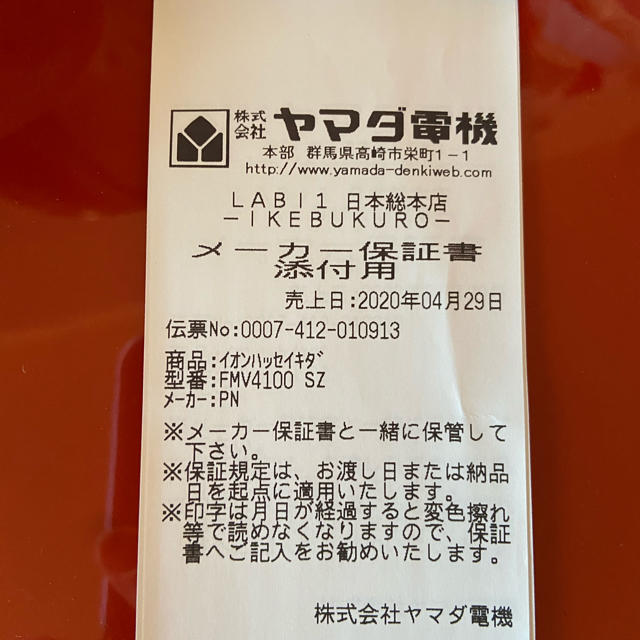 株式会社 ヤマダ電機
本部 群馬県高崎市栄町1-1
http://www.yamada-denkiweb.com
LABI1 日本総本店
-IKEBUKURO-
メーカー保証書
添付用
売上日:2020年04月29日
伝票No:0007-412-010913
商品:イオンハッセイキダ
型番:FMV4100 SZ
メーカー:PN
※メーカー保証書と一緒に保管して
下さい。
※保証規定は、お渡し日または納品
日を起点に適用いたします。
※印字は月日が経過すると変色擦れ
等で読めなくなりますので、保証
書へご記入をお勧めいたします。
株式会社ヤマダ電機